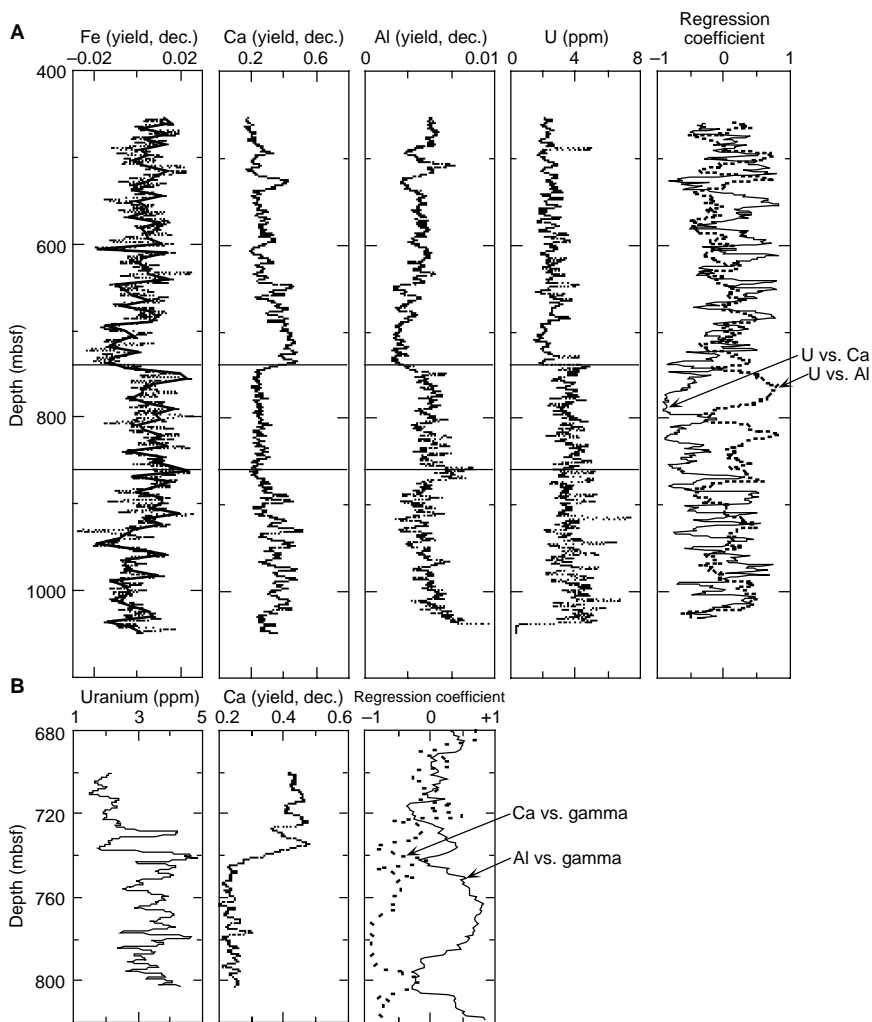 A
Fe (yield, dec.)
−0.02
0.02
Ca (yield, dec.)
0.2
0.6
Al (yield, dec.)
0
0.01
U (ppm)
0
4
8
Regression
coefficient
−1
0
1
400
600
800
1000
Depth (mbsf)
U vs. Ca
U vs. Al
B
Uranium (ppm)
1
3
5
Ca (yield, dec.)
0.2
0.4
0.6
Regression coefficient
−1
0
+1
680
720
760
800
Depth (mbsf)
Ca vs. gamma
Al vs. gamma